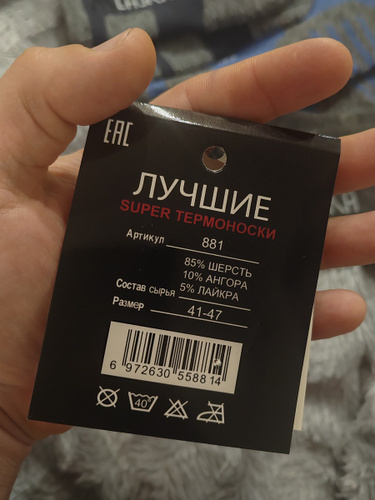 EAC
ЛУЧШИЕ
SUPER ТЕРМОНОСКИ
Артикул 881
85% ШЕРСТЬ
10% АНГОРА
Состав сырья 5% ЛАЙКРА
Размер 41-47
6 972630 558814
40°